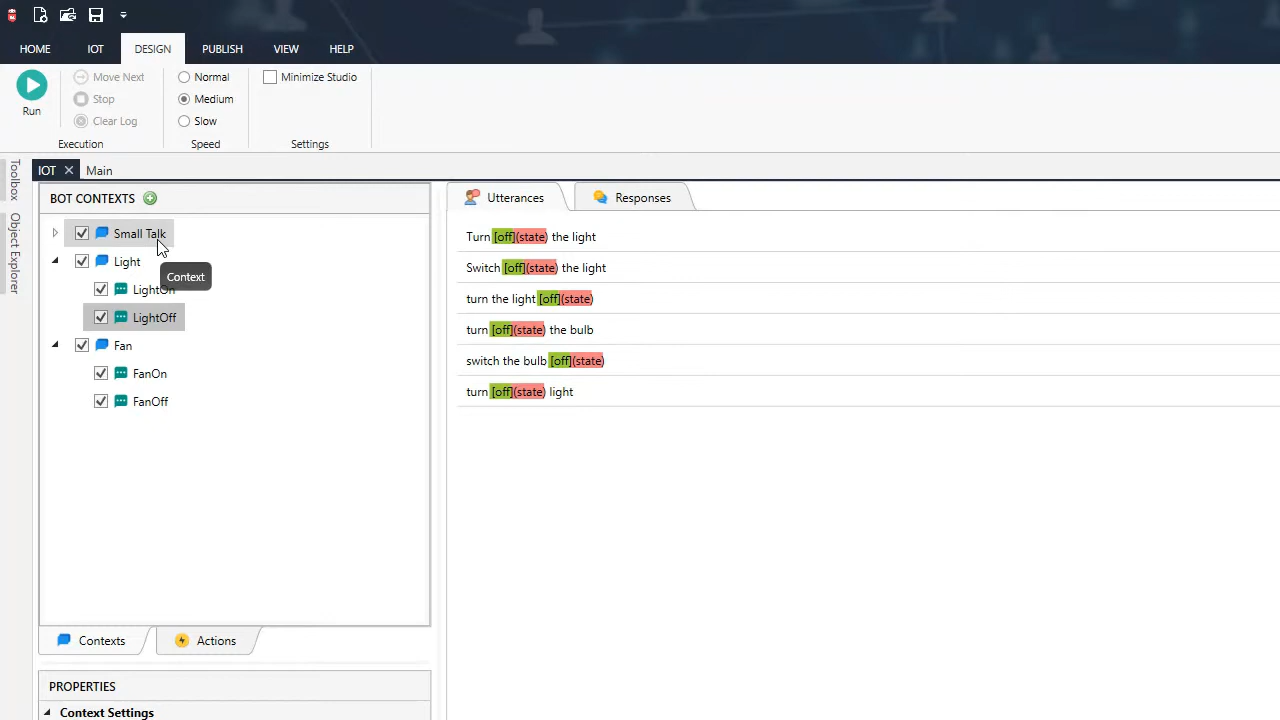 HOME IOT DESIGN PUBLISH VIEW HELP
Run
Move Next
Stop
Clear Log
Execution
Normal
Medium
Slow
Speed
Minimize Studio
Settings
Toolbox
Object Explorer
IOT
Main
BOT CONTEXTS
Small Talk
Light
Context
LightOn
LightOff
Fan
FanOn
FanOff
Contexts
Actions
PROPERTIES
Context Settings
Utterances
Responses
Turn [off](state) the light
Switch [off](state) the light
turn the light [off](state)
turn [off](state) the bulb
switch the bulb [off](state)
turn [off](state) light